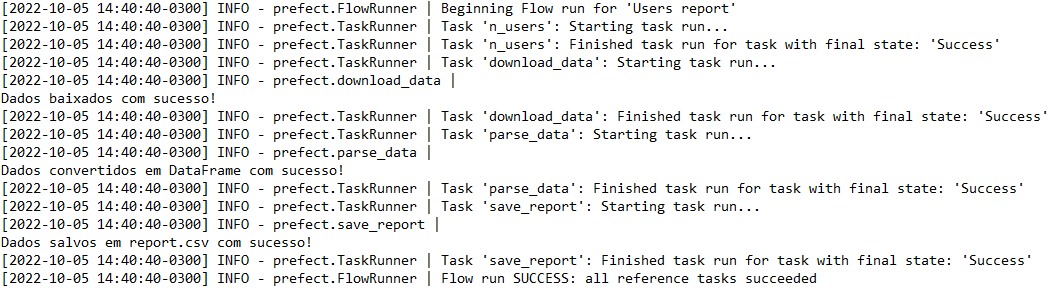 [2022-10-05 14:40:40-0300] INFO - prefect.FlowRunner | Beginning Flow run for 'Users report'
[2022-10-05 14:40:40-0300] INFO - prefect.TaskRunner | Task 'n_users': Starting task run...
[2022-10-05 14:40:40-0300] INFO - prefect.TaskRunner | Task 'n_users': Finished task run for task with final state: 'Success'
[2022-10-05 14:40:40-0300] INFO - prefect.TaskRunner | Task 'download_data': Starting task run...
[2022-10-05 14:40:40-0300] INFO - prefect.download_data |
Dados baixados com sucesso!
[2022-10-05 14:40:40-0300] INFO - prefect.TaskRunner | Task 'download_data': Finished task run for task with final state: 'Success'
[2022-10-05 14:40:40-0300] INFO - prefect.TaskRunner | Task 'parse_data': Starting task run...
[2022-10-05 14:40:40-0300] INFO - prefect.parse_data |
Dados convertidos em DataFrame com sucesso!
[2022-10-05 14:40:40-0300] INFO - prefect.TaskRunner | Task 'parse_data': Finished task run for task with final state: 'Success'
[2022-10-05 14:40:40-0300] INFO - prefect.TaskRunner | Task 'save_report': Starting task run...
[2022-10-05 14:40:40-0300] INFO - prefect.save_report |
Dados salvos em report.csv com sucesso!
[2022-10-05 14:40:40-0300] INFO - prefect.TaskRunner | Task 'save_report': Finished task run for task with final state: 'Success'
[2022-10-05 14:40:40-0300] INFO - prefect.FlowRunner | Flow run SUCCESS: all reference tasks succeeded